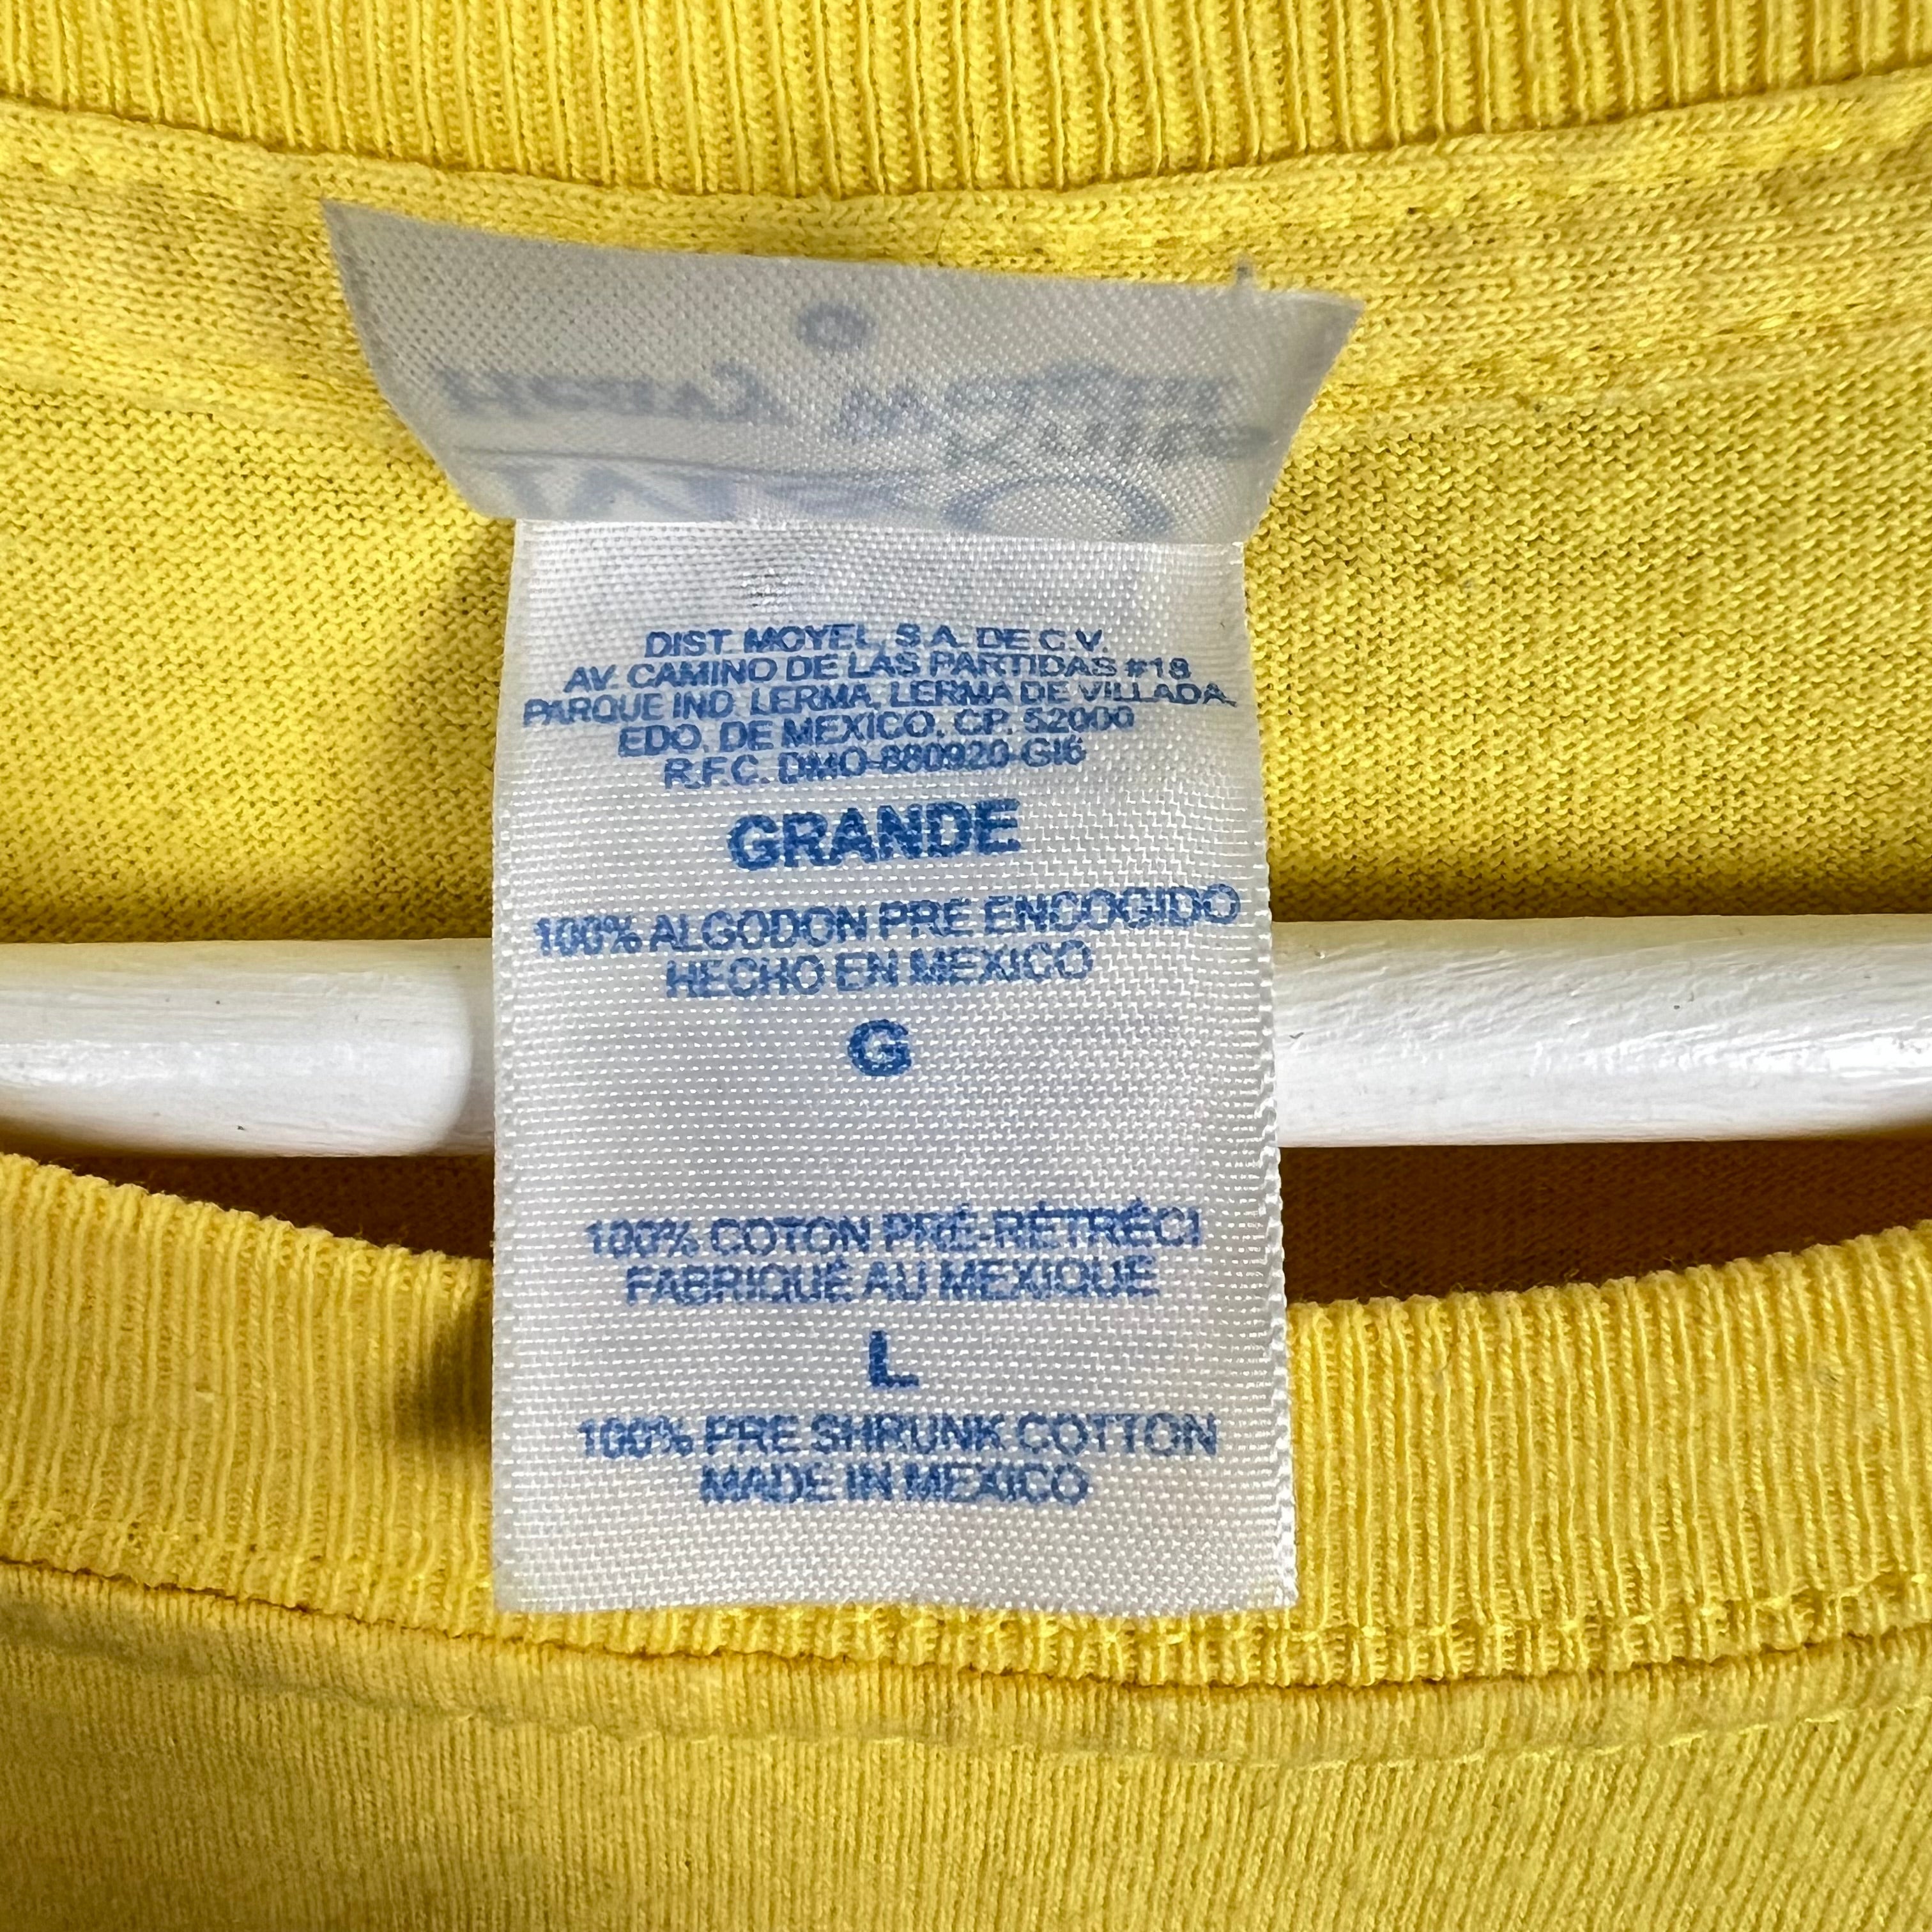 DIST. MOYEL, S.A. DE C.V.
AV. CAMINO DE LAS PARTIDAS #18
PARQUE IND. LERMA, LERMA DE VILLADA,
EDO. DE MEXICO, CP. 52000
R.F.C. DMO-880920-GI6
GRANDE
100% ALGODON PRE ENCOGIDO
HECHO EN MEXICO
G
100% COTON PRÉ-RÉTRÉCI
FABRIQUÉ AU MEXIQUE
L
100% PRE SHRUNK COTTON
MADE IN MEXICO